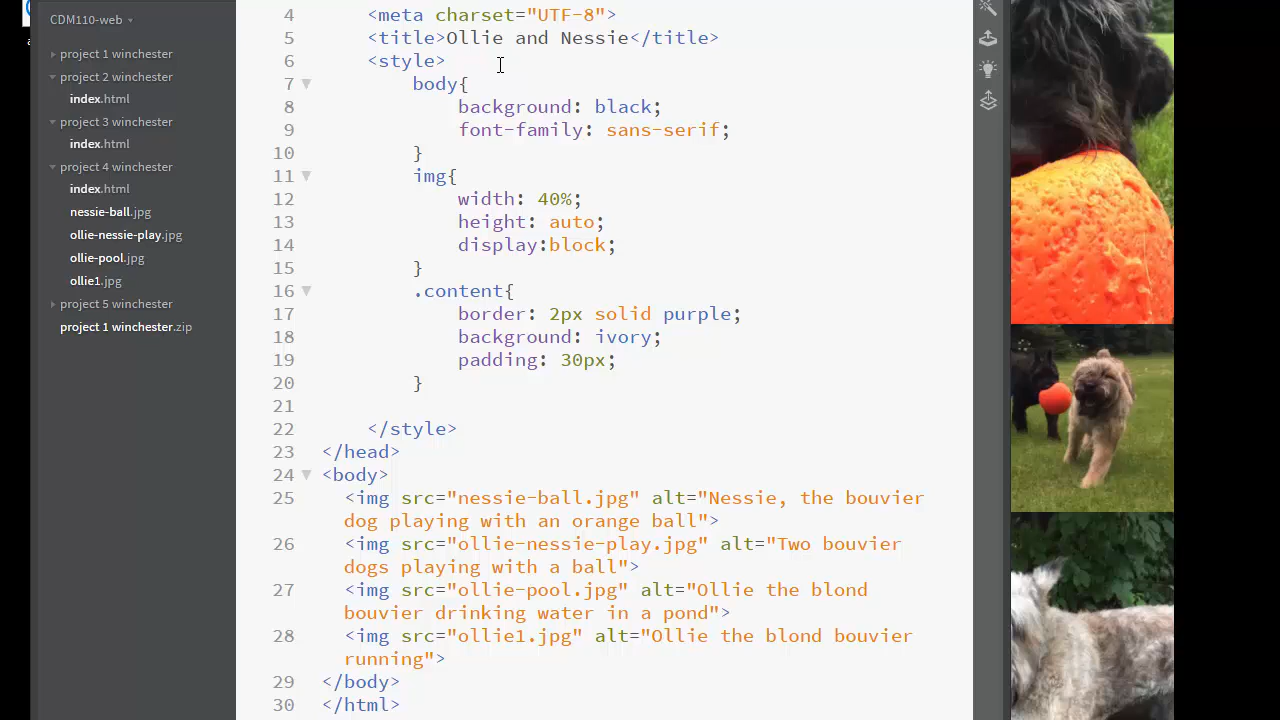 CDM110-web
project 1 winchester
project 2 winchester
index.html
project 3 winchester
index.html
project 4 winchester
index.html
nessie-ball.jpg
ollie-nessie-play.jpg
ollie-pool.jpg
ollie1.jpg
project 5 winchester
project 1 winchester.zip
4 <meta charset="UTF-8">
5 <title>Ollie and Nessie</title>
6 <style>
7 body{
8 background: black;
9 font-family: sans-serif;
10 }
11 img{
12 width: 40%;
13 height: auto;
14 display:block;
15 }
16 .content{
17 border: 2px solid purple;
18 background: ivory;
19 padding: 30px;
20 }
21
22 </style>
23 </head>
24 <body>
25 <img src="nessie-ball.jpg" alt="Nessie, the bouvier
dog playing with an orange ball">
26 <img src="ollie-nessie-play.jpg" alt="Two bouvier
dogs playing with a ball">
27 <img src="ollie-pool.jpg" alt="Ollie the blond
bouvier drinking water in a pond">
28 <img src="ollie1.jpg" alt="Ollie the blond bouvier
running">
29 </body>
30 </html>